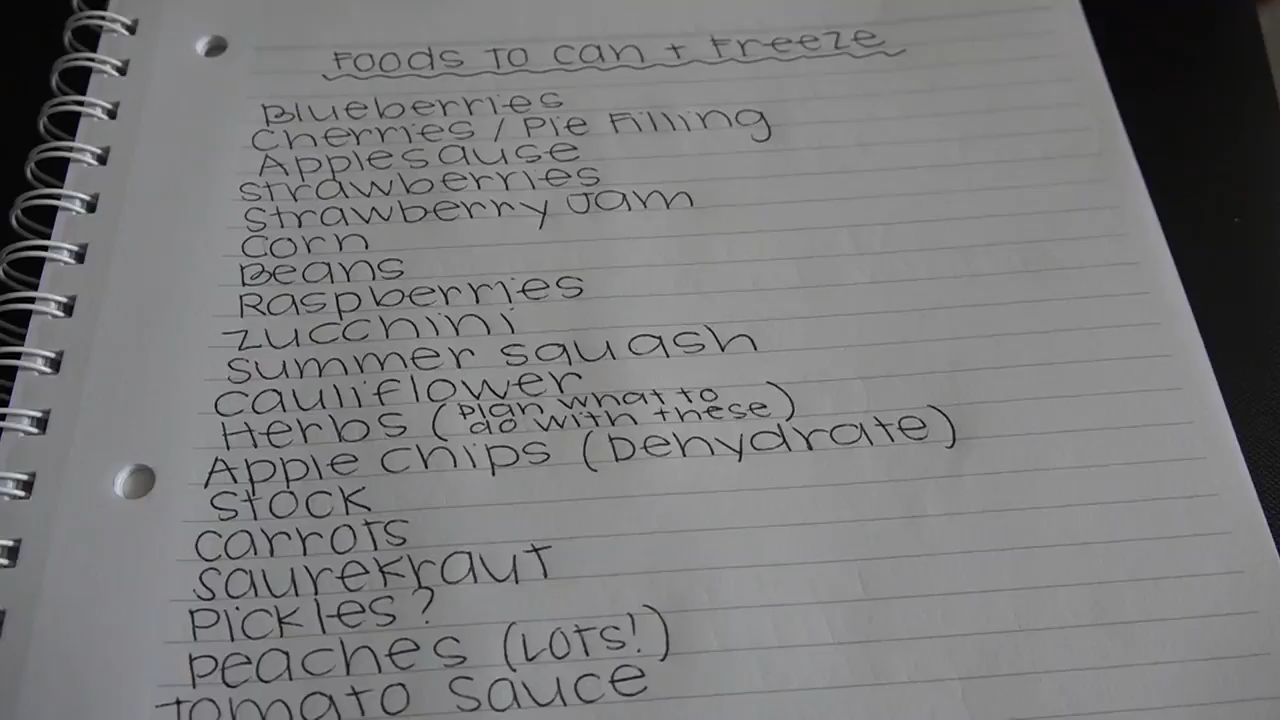 Foods To Can + Freeze
Blueberries
Cherries / Pie Filling
Applesause
Strawberries
Strawberry Jam
Corn
Beans
Raspberries
Zucchini
Summer Squash
Cauliflower
Herbs (Plan what to do with these)
Apple Chips (Dehydrate)
Stock
Carrots
Saurekraut
Pickles?
Peaches (Lots!)
Tomato Sauce